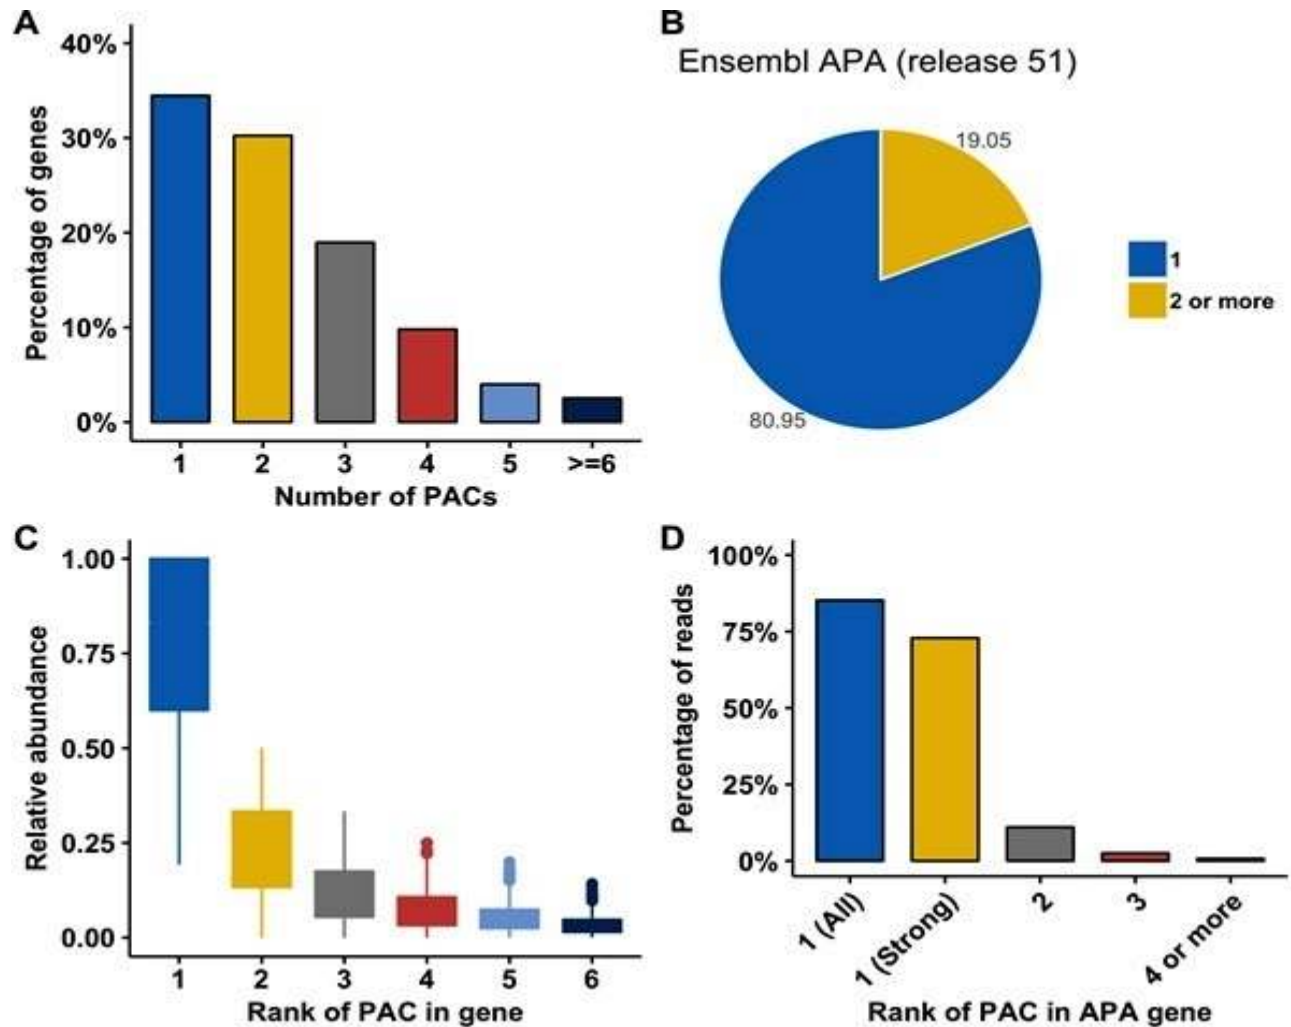 A
40%
30%
20%
10%
0%
Percentage of genes
1 2 3 4 5 >=6
Number of PACs
B
Ensembl APA (release 51)
19.05
80.95
1
2 or more
C
1.00
0.75
0.50
0.25
0.00
Relative abundance
1 2 3 4 5 6
Rank of PAC in gene
D
100%
75%
50%
25%
0%
Percentage of reads
1 (All) 1 (Strong) 2 3 4 or more
Rank of PAC in APA gene